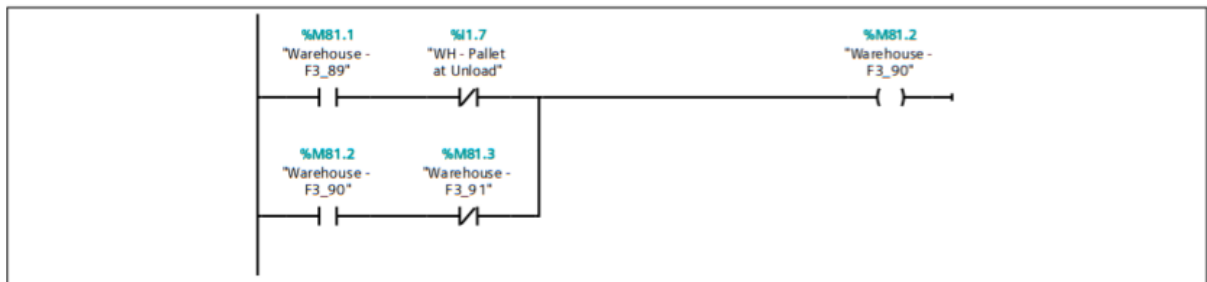 %M81.1 %I1.7 %M81.2
"Warehouse - "WH - Pallet "Warehouse -
F3_89" at Unload" F3_90"
%M81.2 %M81.3
"Warehouse - "Warehouse -
F3_90" F3_91"